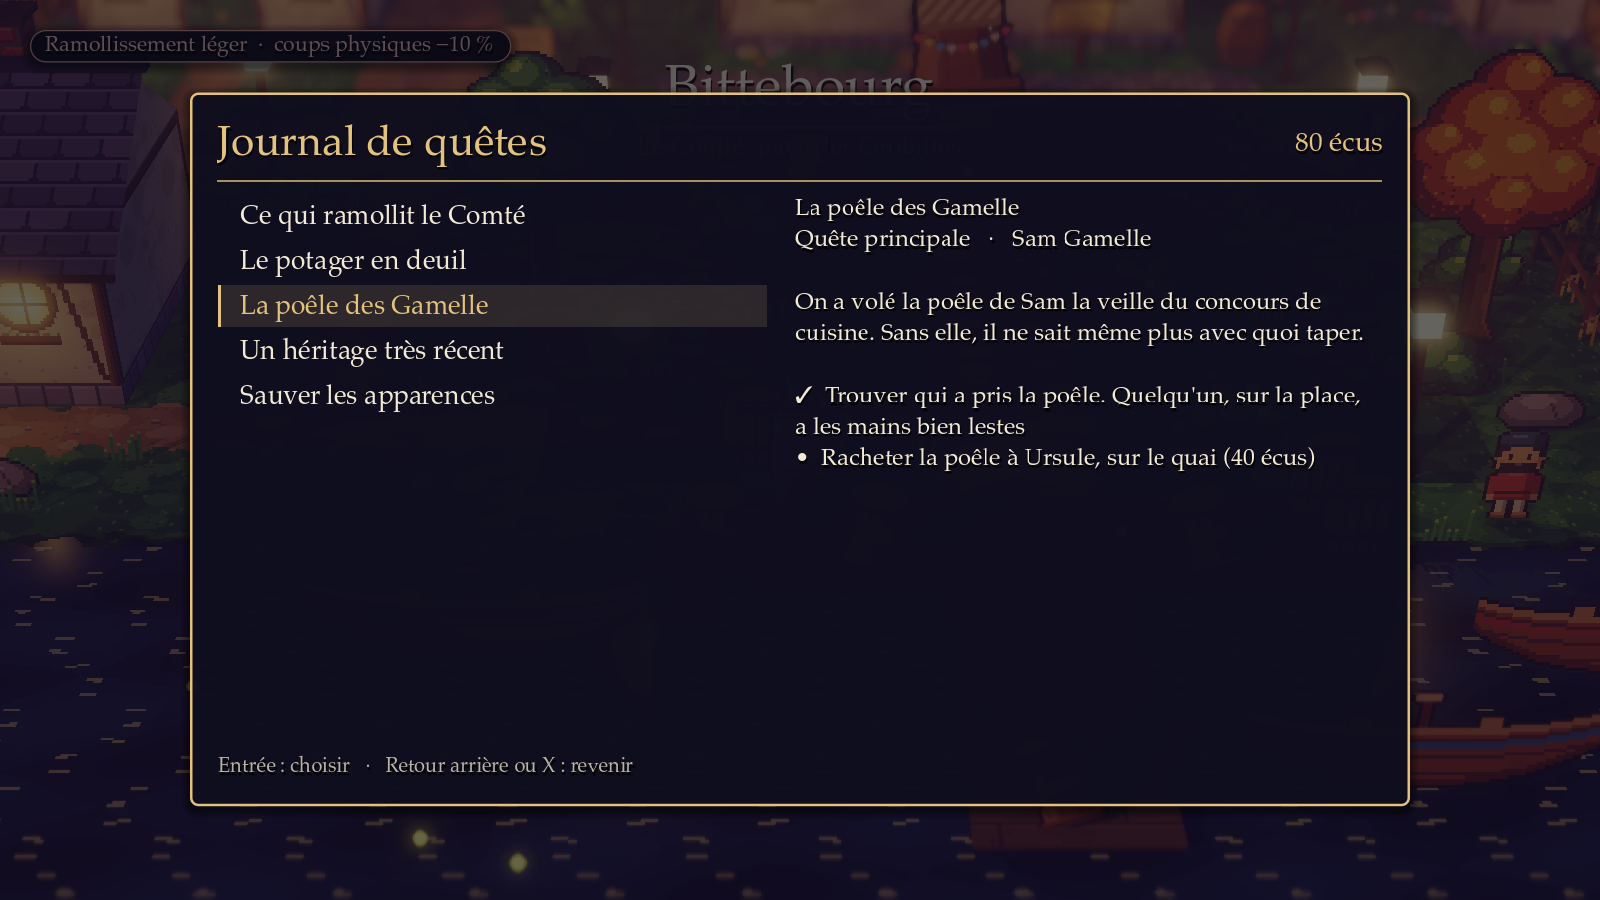 Ramollissement léger · coups physiques −10 %
Bittebourg
Journal de quêtes
80 écus
Ce qui ramollit le Comté
Le potager en deuil
La poêle des Gamelle
Un héritage très récent
Sauver les apparences
La poêle des Gamelle
Quête principale · Sam Gamelle
On a volé la poêle de Sam la veille du concours de
cuisine. Sans elle, il ne sait même plus avec quoi taper.
✓ Trouver qui a pris la poêle. Quelqu'un, sur la place,
a les mains bien lestes
• Racheter la poêle à Ursule, sur le quai (40 écus)
Entrée : choisir · Retour arrière ou X : revenir